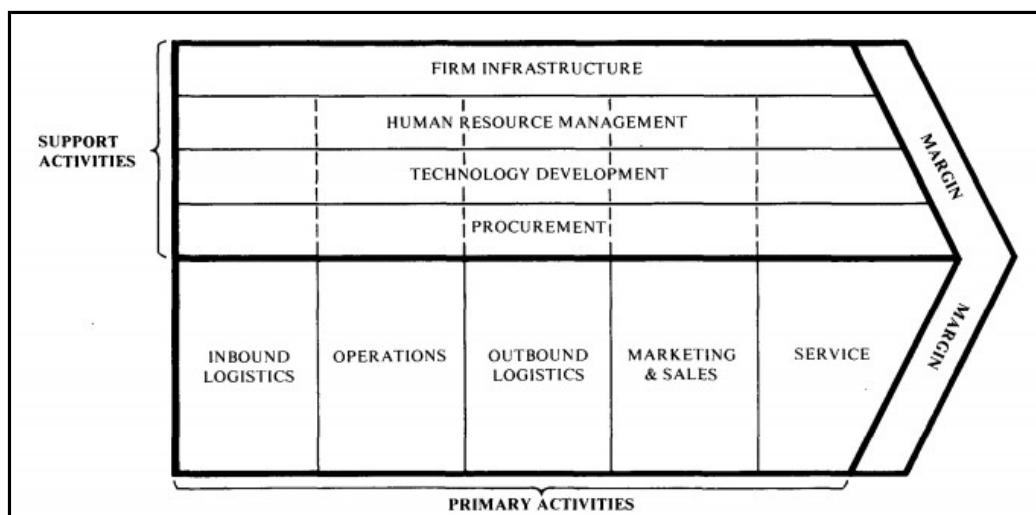 FIRM INFRASTRUCTURE
HUMAN RESOURCE MANAGEMENT
SUPPORT
ACTIVITIES
TECHNOLOGY DEVELOPMENT
PROCUREMENT
MARGIN
INBOUND
LOGISTICS
OPERATIONS
OUTBOUND
LOGISTICS
MARKETING
& SALES
SERVICE
MARGIN
PRIMARY ACTIVITIES